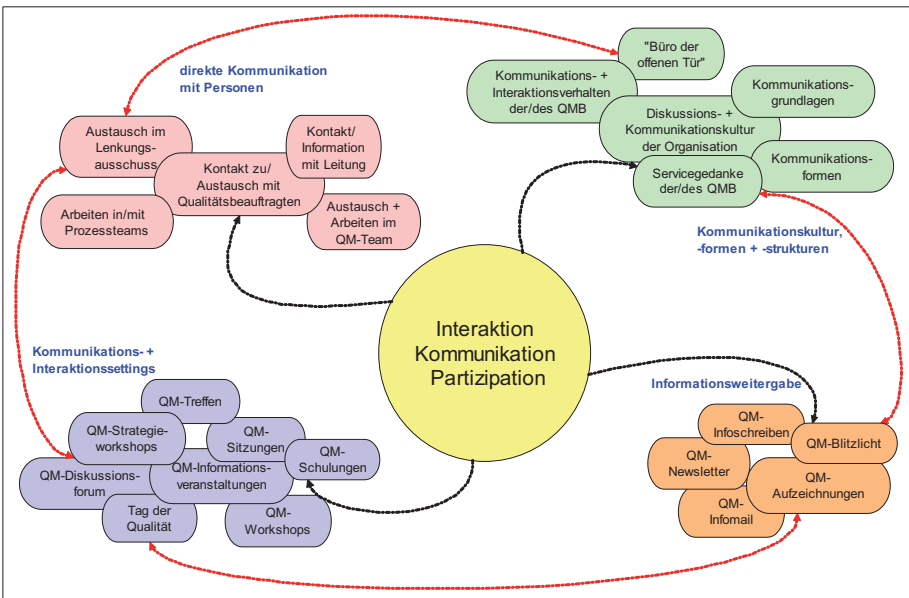 direkte Kommunikation
mit Personen
Austausch im
Lenkungs-
ausschuss
Kontakt/
Information
mit Leitung
Kontakt zu/
Austausch mit
Qualitätsbeauftragten
Arbeiten in/mit
Prozessteams
Austausch +
Arbeiten im
QM-Team
"Büro der
offenen Tür"
Kommunikations- +
Interaktionsverhalten
der/des QMB
Kommunikations-
grundlagen
Diskussions- +
Kommunikationskultur
der Organisation
Servicegedanke
der/des QMB
Kommunikations-
formen
Kommunikationskultur,
-formen + -strukturen
Interaktion
Kommunikation
Partizipation
Kommunikations- +
Interaktionssettings
QM-Treffen
QM-Strategie-
workshops
QM-
Sitzungen
QM-
Schulungen
QM-Diskussions-
forum
QM-Informations-
veranstaltungen
Tag der
Qualität
QM-
Workshops
Informationsweitergabe
QM-
Infoschreiben
QM-Blitzlicht
QM-
Newsletter
QM-
Aufzeichnungen
QM-
Infomail